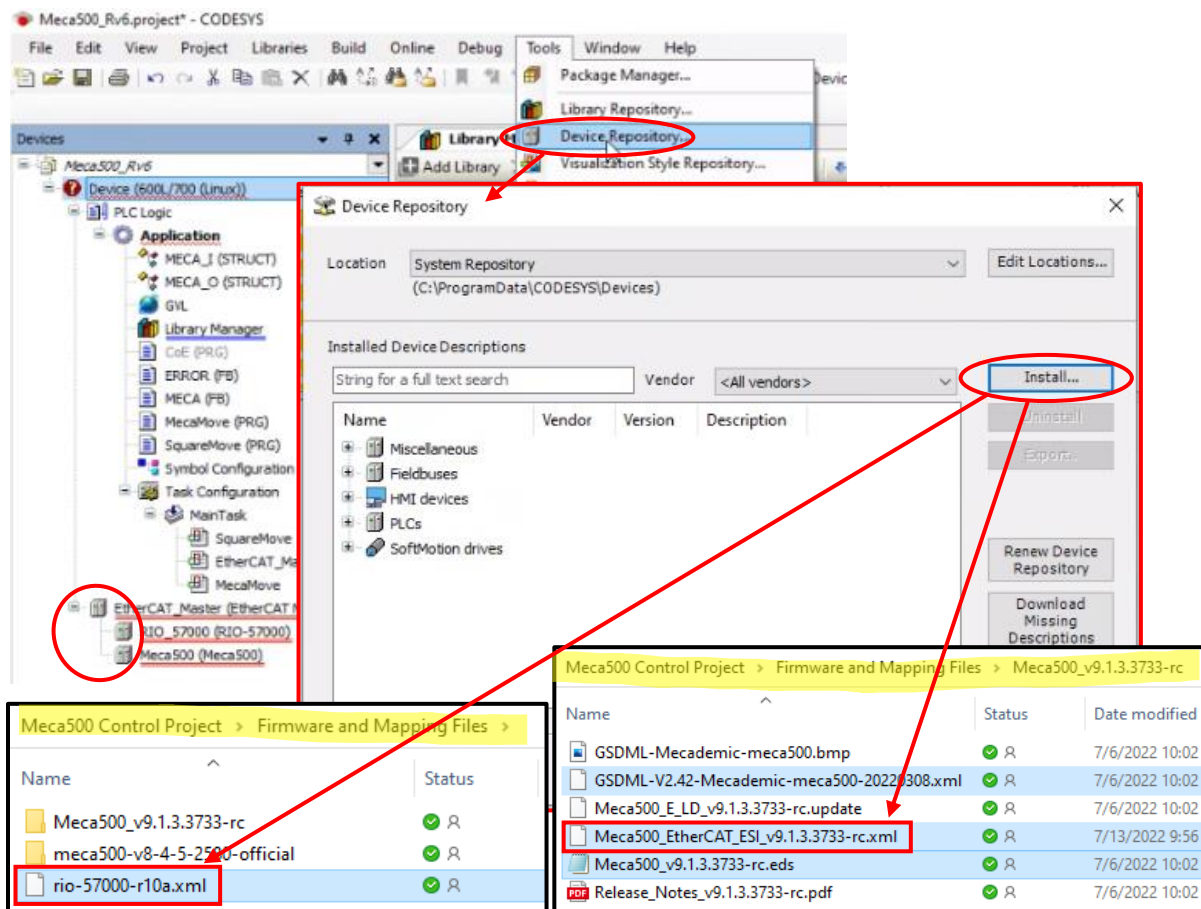 Meca500_Rv6.project* - CODESYS
File Edit View Project Libraries Build Online Debug Tools Window Help
Package Manager...
Library Repository...
Device Repository...
Visualization Style Repository...
Devices
Library
Add Library
Meca500_Rv6
Device (600L/700 (Linux))
PLC Logic
Application
MECA_I (STRUCT)
MECA_O (STRUCT)
GVL
Library Manager
CoE (PRG)
ERROR (FB)
MECA (FB)
MecaMove (PRG)
SquareMove (PRG)
Symbol Configuration
Task Configuration
MainTask
SquareMove
EtherCAT_Ma
MecaMove
EtherCAT_Master (EtherCAT M
RIO_57000 (RIO-57000)
Meca500 (Meca500)
Device Repository
Location System Repository Edit Locations...
(C:\ProgramData\CODESYS\Devices)
Installed Device Descriptions
String for a full text search Vendor <All vendors> Install...
Uninstall
Export...
Name Vendor Version Description
Miscellaneous
Fieldbuses
HMI devices
PLCs
SoftMotion drives
Renew Device
Repository
Download
Missing
Descriptions
Meca500 Control Project > Firmware and Mapping Files >
Name Status
Meca500_v9.1.3.3733-rc
meca500-v8-4-5-2580-official
rio-57000-r10a.xml
Meca500 Control Project > Firmware and Mapping Files > Meca500_v9.1.3.3733-rc
Name Status Date modified
GSDML-Mecademic-meca500.bmp 7/6/2022 10:02
GSDML-V2.42-Mecademic-meca500-20220308.xml 7/6/2022 10:02
Meca500_E_LD_v9.1.3.3733-rc.update 7/6/2022 10:02
Meca500_EtherCAT_ESI_v9.1.3.3733-rc.xml 7/13/2022 9:56
Meca500_v9.1.3.3733-rc.eds 7/6/2022 10:02
PDF Release_Notes_v9.1.3.3733-rc.pdf 7/6/2022 10:02